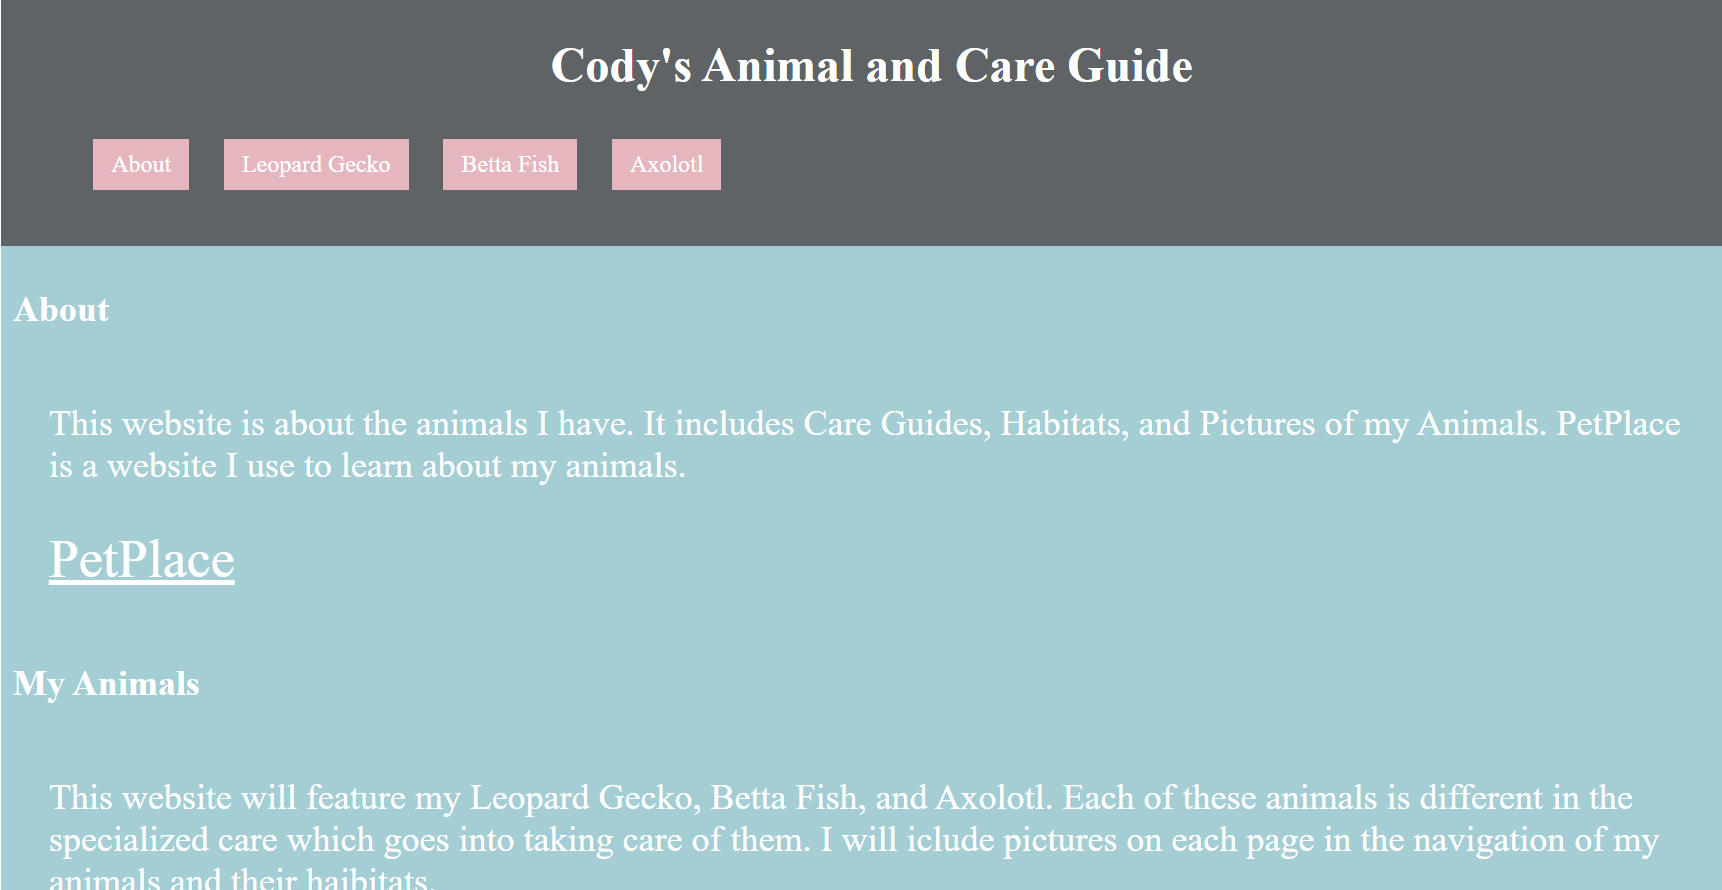 Cody's Animal and Care Guide
About Leopard Gecko Betta Fish Axolotl
About
This website is about the animals I have. It includes Care Guides, Habitats, and Pictures of my Animals. PetPlace
is a website I use to learn about my animals.
PetPlace
My Animals
This website will feature my Leopard Gecko, Betta Fish, and Axolotl. Each of these animals is different in the
specialized care which goes into taking care of them. I will iclude pictures on each page in the navigation of my
animals and their haibitats.